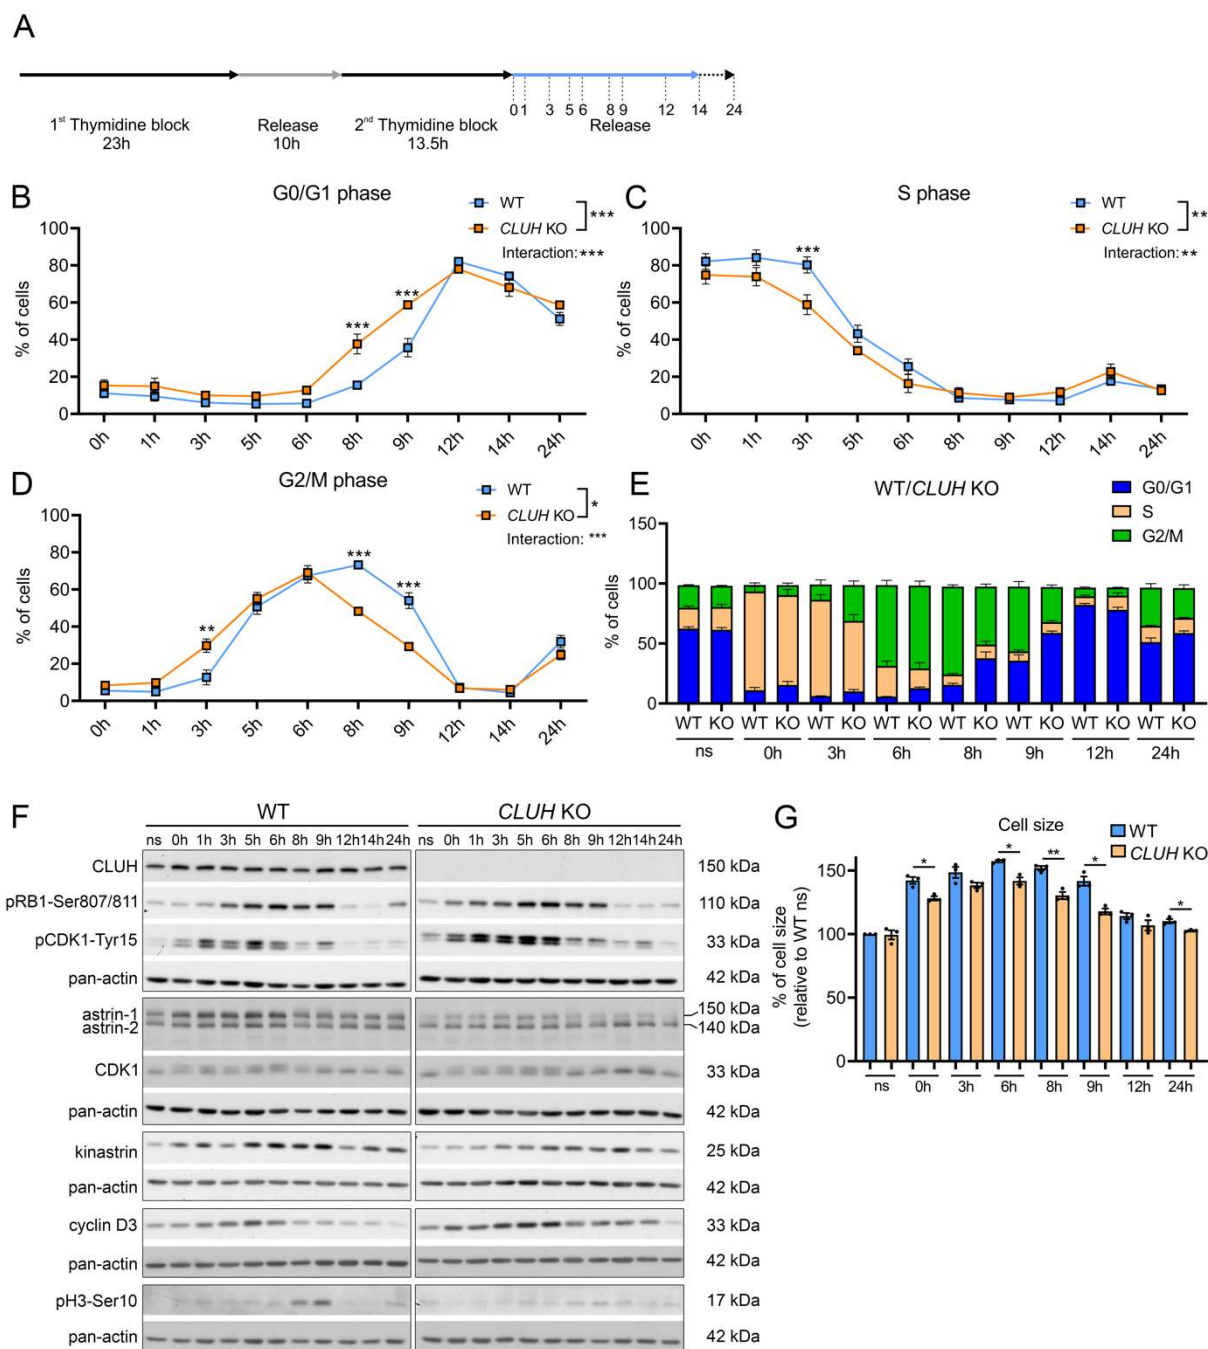 A
0 1 3 5 6 8 9 12 14 24
1st Thymidine block
23h
Release
10h
2nd Thymidine block
13.5h
Release
B
G0/G1 phase
WT
CLUH KO
***
Interaction: ***
% of cells
100
80
60
40
20
0
*** ***
0h 1h 3h 5h 6h 8h 9h 12h 14h 24h
C
S phase
WT
CLUH KO
**
Interaction: **
% of cells
100
80
60
40
20
0
***
0h 1h 3h 5h 6h 8h 9h 12h 14h 24h
D
G2/M phase
WT
CLUH KO
*
Interaction: ***
% of cells
100
80
60
40
20
0
** *** ***
0h 1h 3h 5h 6h 8h 9h 12h 14h 24h
E
WT/CLUH KO
G0/G1
S
G2/M
% of cells
150
100
50
0
WT KO WT KO WT KO WT KO WT KO WT KO WT KO WT KO
ns 0h 3h 6h 8h 9h 12h 24h
F
WT CLUH KO
ns 0h 1h 3h 5h 6h 8h 9h 12h 14h 24h ns 0h 1h 3h 5h 6h 8h 9h 12h 14h 24h
CLUH 150 kDa
pRB1-Ser807/811 110 kDa
pCDK1-Tyr15 33 kDa
pan-actin 42 kDa
astrin-1 150 kDa
astrin-2 140 kDa
CDK1 33 kDa
pan-actin 42 kDa
kinastrin 25 kDa
pan-actin 42 kDa
cyclin D3 33 kDa
pan-actin 42 kDa
pH3-Ser10 17 kDa
pan-actin 42 kDa
G
Cell size
WT
CLUH KO
% of cell size
(relative to WT ns)
150
100
50
0
* * ** * *
ns 0h 3h 6h 8h 9h 12h 24h